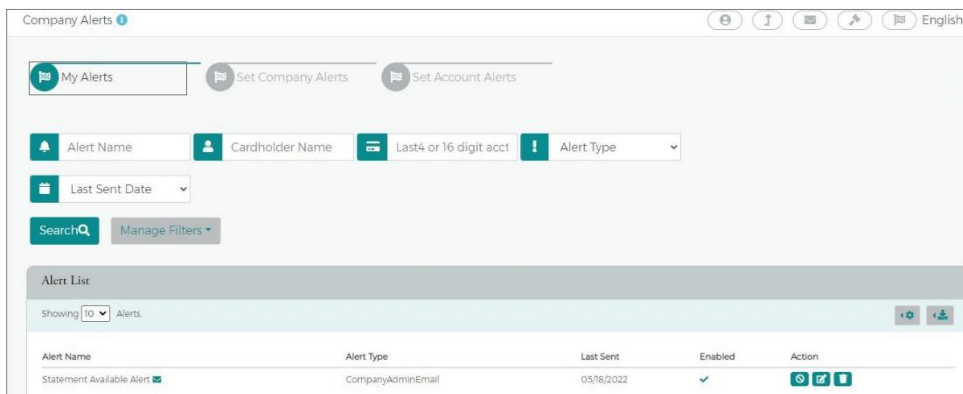 Company Alerts
English
My Alerts
Set Company Alerts
Set Account Alerts
Alert Name
Cardholder Name
Last4 or 16 digit acct
Alert Type
Last Sent Date
Search
Manage Filters
Alert List
Showing 10 Alerts
Alert Name Alert Type Last Sent Enabled Action
Statement Available Alert CompanyAdminEmail 05/18/2022